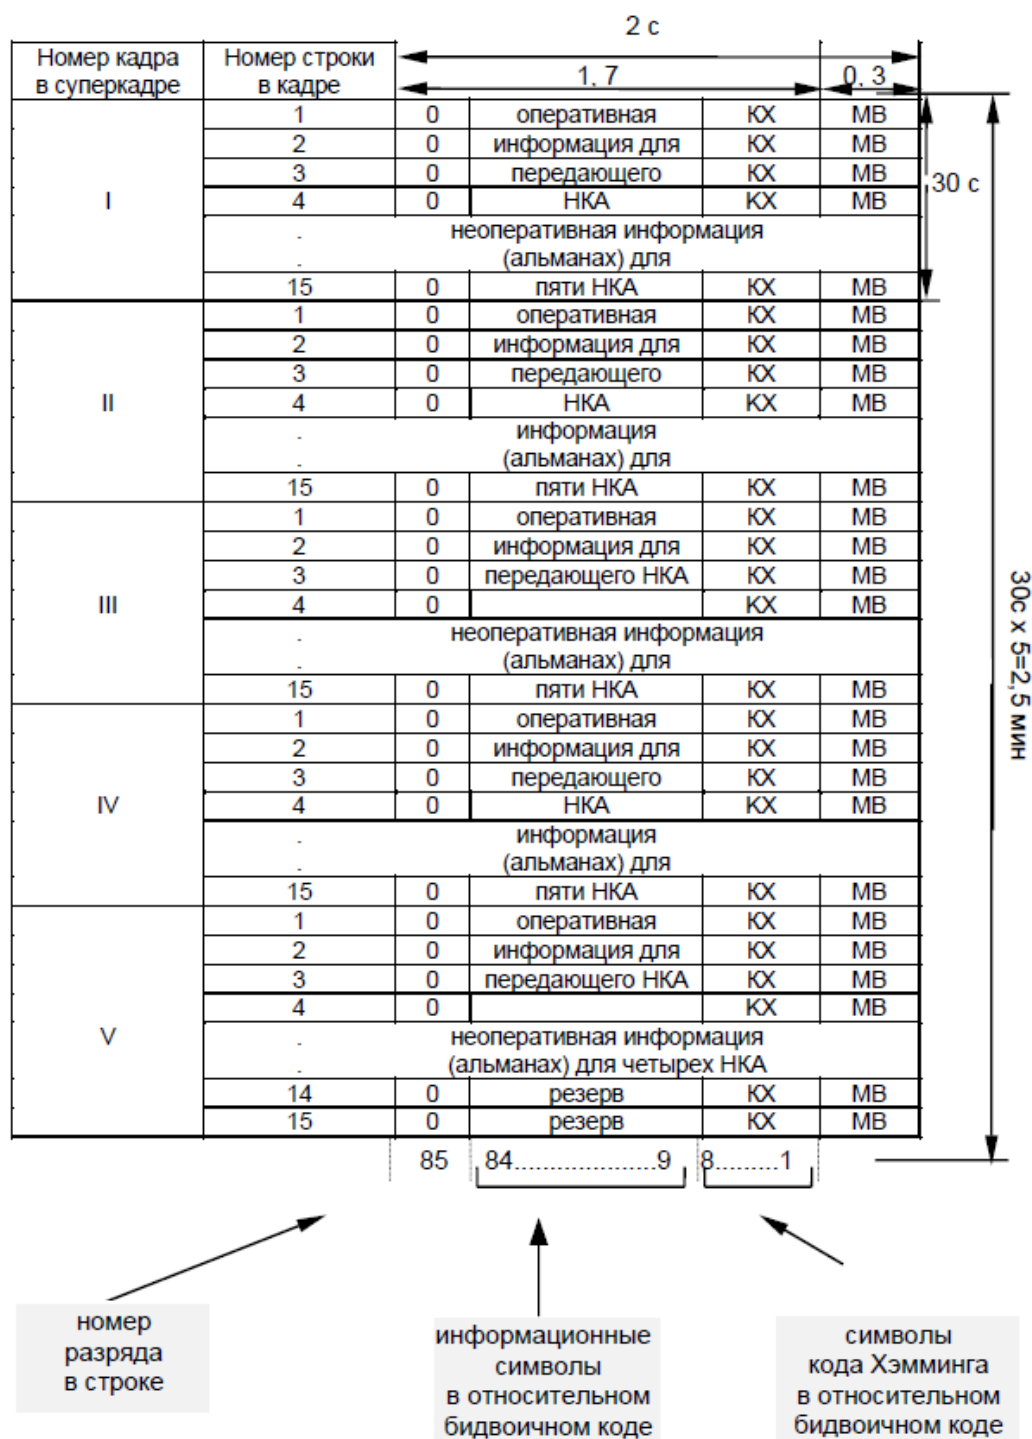 2 с
Номер кадра в суперкадре Номер строки в кадре 1, 7 0, 3
I
1 0 оперативная КХ МВ
2 0 информация для КХ МВ
3 0 передающего КХ МВ
4 0 НКА КХ МВ
. неоперативная информация
. (альманах) для
15 0 пяти НКА КХ МВ
30 с
II
1 0 оперативная КХ МВ
2 0 информация для КХ МВ
3 0 передающего КХ МВ
4 0 НКА КХ МВ
. информация
. (альманах) для
15 0 пяти НКА КХ МВ
III
1 0 оперативная КХ МВ
2 0 информация для КХ МВ
3 0 передающего НКА КХ МВ
4 0 КХ МВ
. неоперативная информация
. (альманах) для
15 0 пяти НКА КХ МВ
30с х 5=2,5 мин
IV
1 0 оперативная КХ МВ
2 0 информация для КХ МВ
3 0 передающего КХ МВ
4 0 НКА КХ МВ
. информация
. (альманах) для
15 0 пяти НКА КХ МВ
V
1 0 оперативная КХ МВ
2 0 информация для КХ МВ
3 0 передающего НКА КХ МВ
4 0 КХ МВ
. неоперативная информация
. (альманах) для четырех НКА
14 0 резерв КХ МВ
15 0 резерв КХ МВ
85 84....................9 8.........1
номер
разряда
в строке
информационные
символы
в относительном
бидвоичном коде
символы
кода Хэмминга
в относительном
бидвоичном коде